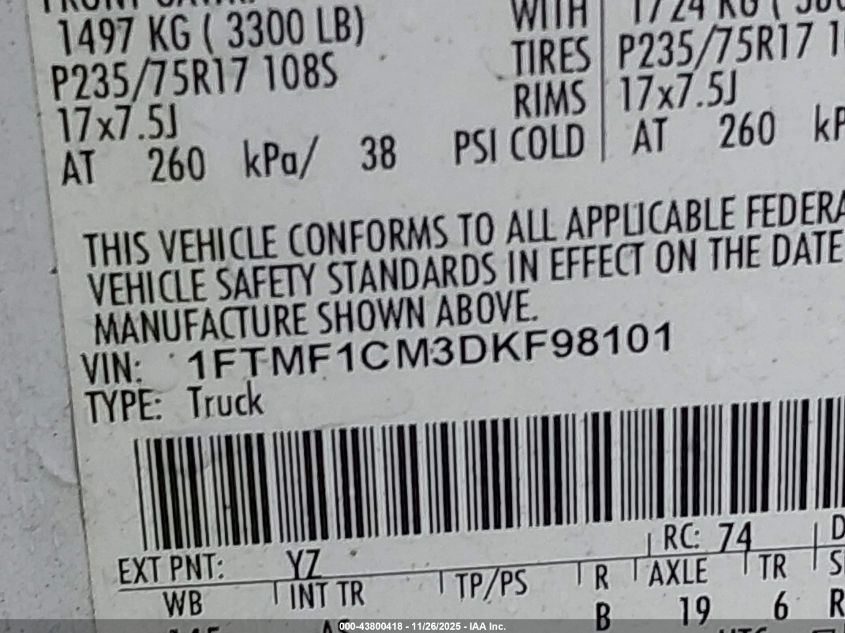 1497 KG ( 3300 LB)
P235/75R17 108S
17x7.5J
AT 260 kPa/ 38 PSI COLD
WITH
TIRES P235/75R17
RIMS 17x7.5J
AT 260
THIS VEHICLE CONFORMS TO ALL APPLICABLE
VEHICLE SAFETY STANDARDS IN EFFECT ON THE DATE
MANUFACTURE SHOWN ABOVE.
VIN: 1FTMF1CM3DKF98101
TYPE: Truck
EXT PNT: YZ RC: 74
WB INT TR TP/PS R AXLE TR
B 19 6
000-43800418 - 11/26/2025 - IAA Inc.